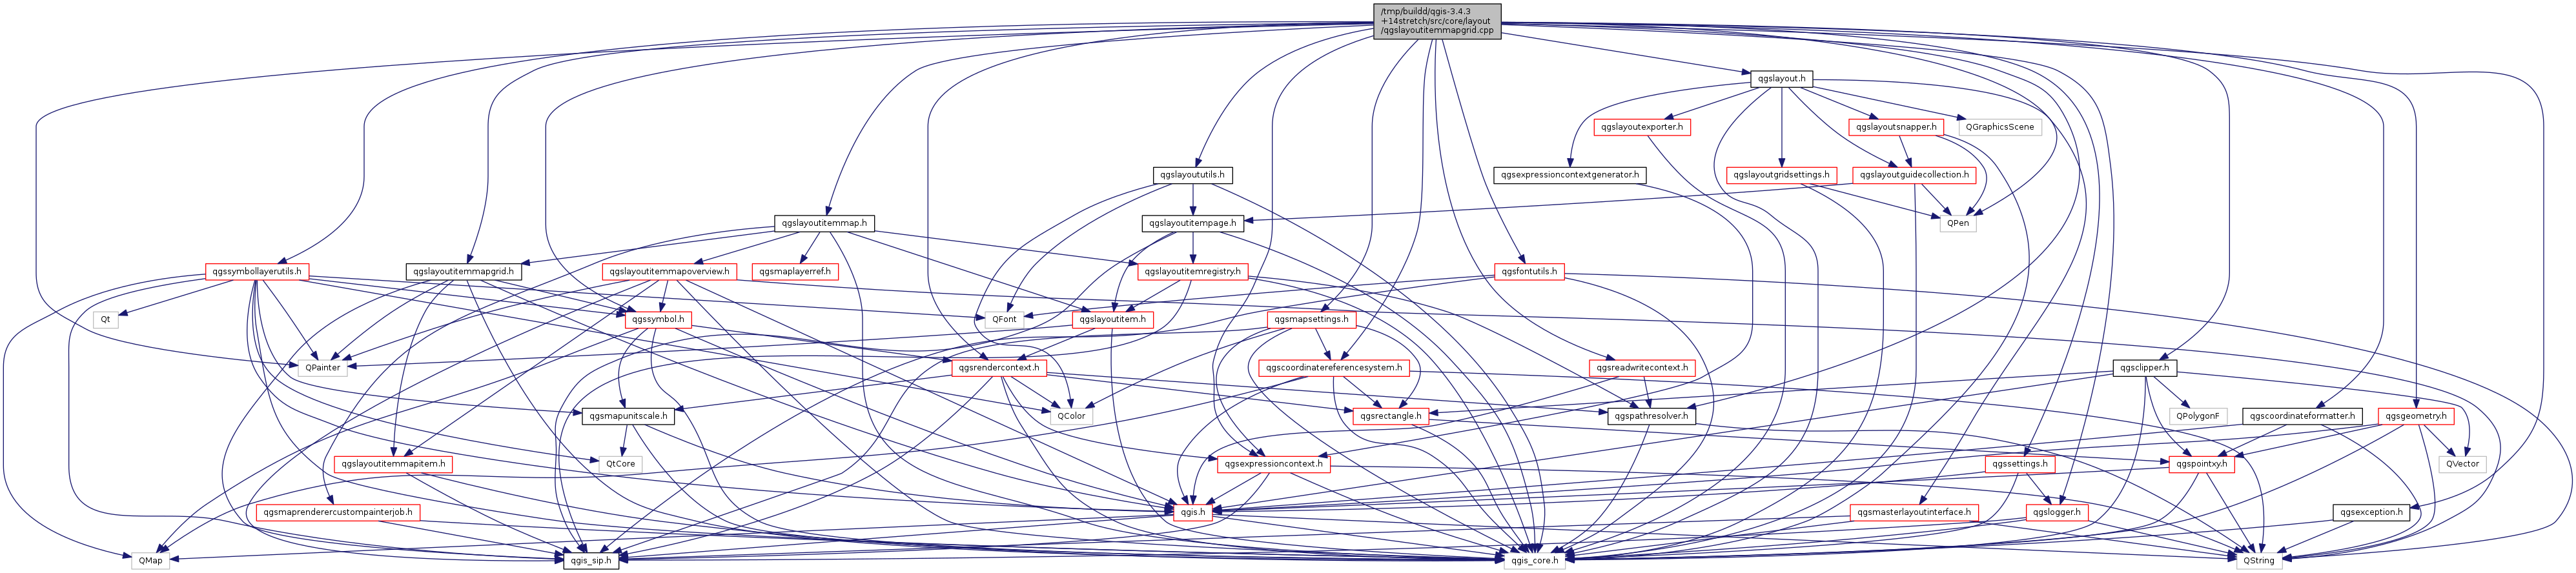 /tmp/buildd/qgis-3.4.3
+14stretch/src/core/layout
/qgslayoutitemmapgrid.cpp
qgslayout.h
qgslayoutexporter.h
qgslayoutsnapper.h
QGraphicsScene
qgslayoututils.h
qgsexpressioncontextgenerator.h
qgslayoutgridsettings.h
qgslayoutguidecollection.h
qgslayoutitemmap.h
qgslayoutitempage.h
QPen
qgssymbollayerutils.h
qgslayoutitemmapgrid.h
qgslayoutitemmapoverview.h
qgsmaplayerref.h
qgslayoutitemregistry.h
qgsfontutils.h
Qt
qgssymbol.h
QFont
qgslayoutitem.h
qgsmapsettings.h
QPainter
qgsrendercontext.h
qgscoordinatereferencesystem.h
qgsreadwritecontext.h
qgsclipper.h
qgsmapunitscale.h
QColor
qgsrectangle.h
qgspathresolver.h
QPolygonF
qgscoordinateformatter.h
qgsgeometry.h
qgslayoutitemmapitem.h
QtCore
qgsexpressioncontext.h
qgssettings.h
qgspointxy.h
QVector
qgsmaprenderercustompainterjob.h
qgis.h
qgsmasterlayoutinterface.h
qgslogger.h
qgsexception.h
QMap
qgis_sip.h
qgis_core.h
QString